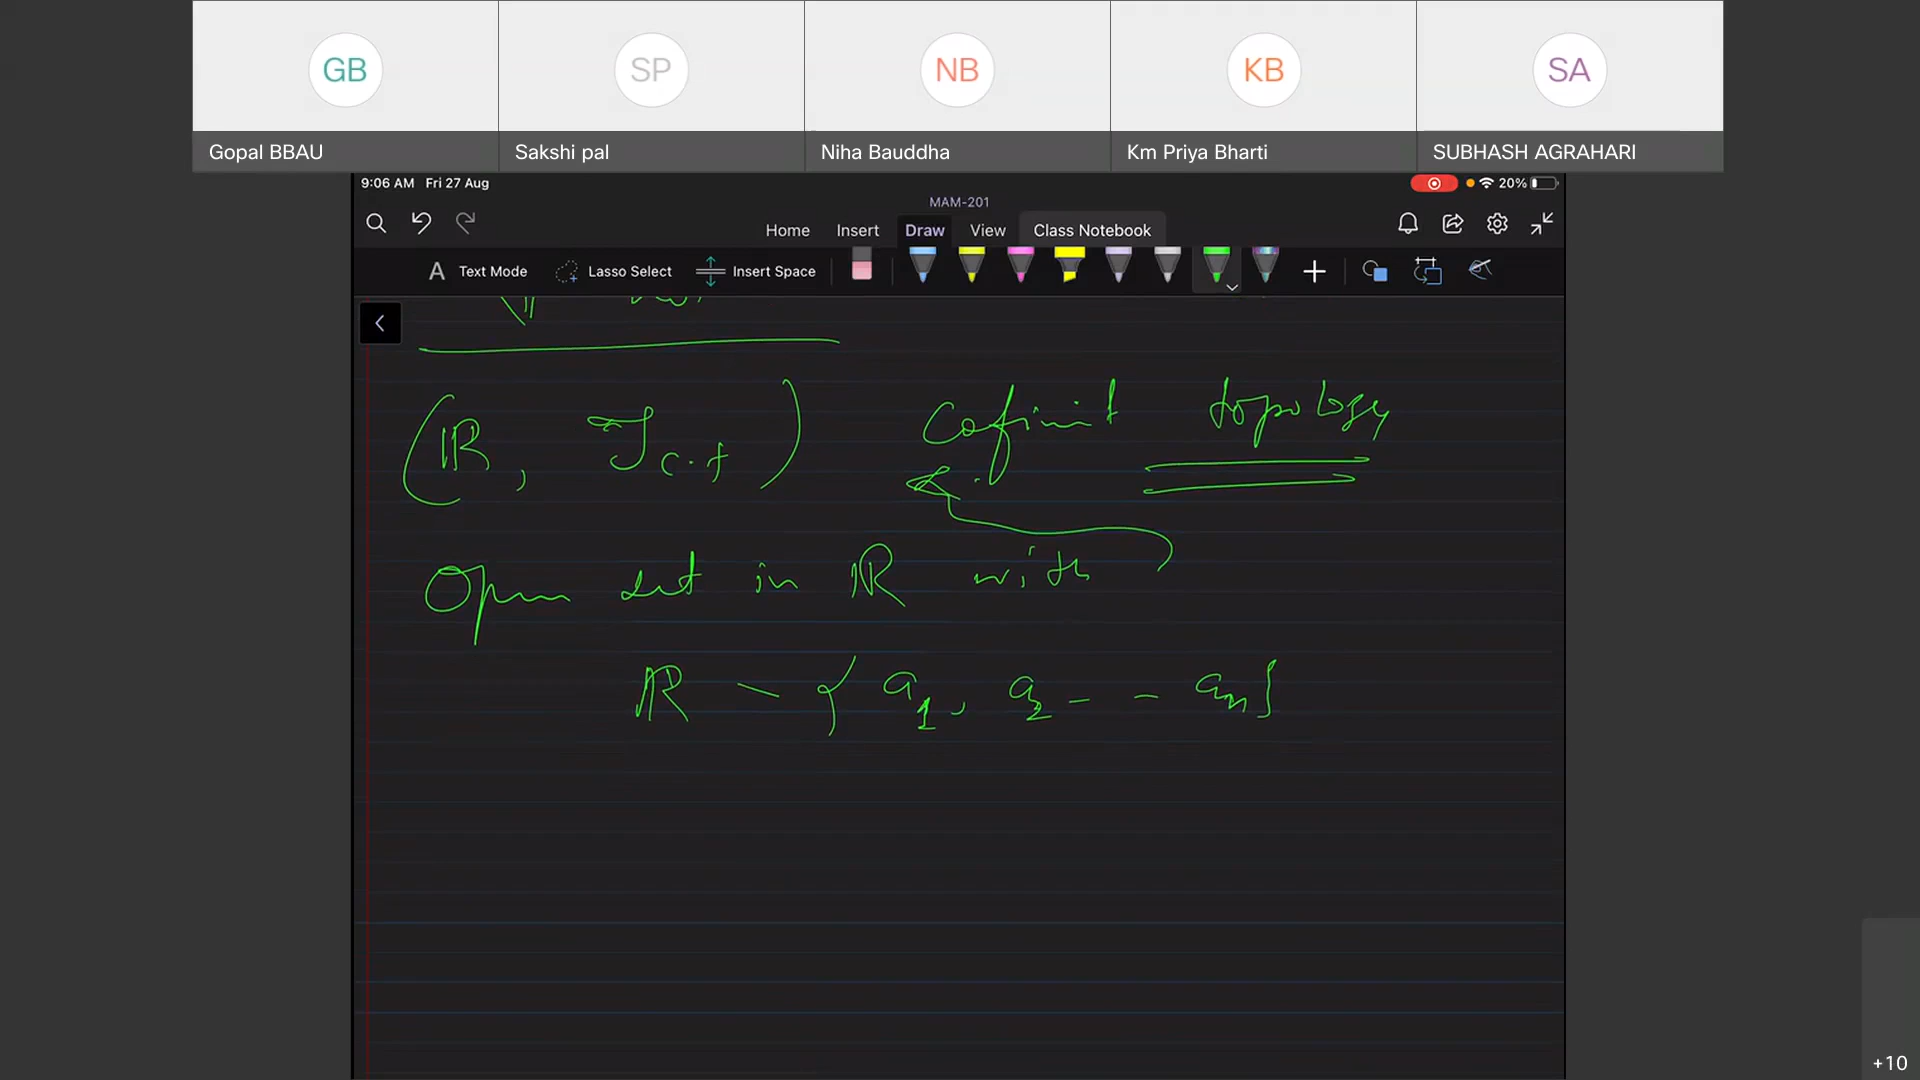 GB SP NB KB SA
Gopal BBAU Sakshi pal Niha Bauddha Km Priya Bharti SUBHASH AGRAHARI
9:06 AM Fri 27 Aug 20%
MAM-201
Home Insert Draw View Class Notebook
A Text Mode Lasso Select Insert Space
(ℝ, 𝒯c.f) Cofinit topology
Open set in ℝ with
ℝ ∖ { a₁, a₂ - - aₙ}
+10